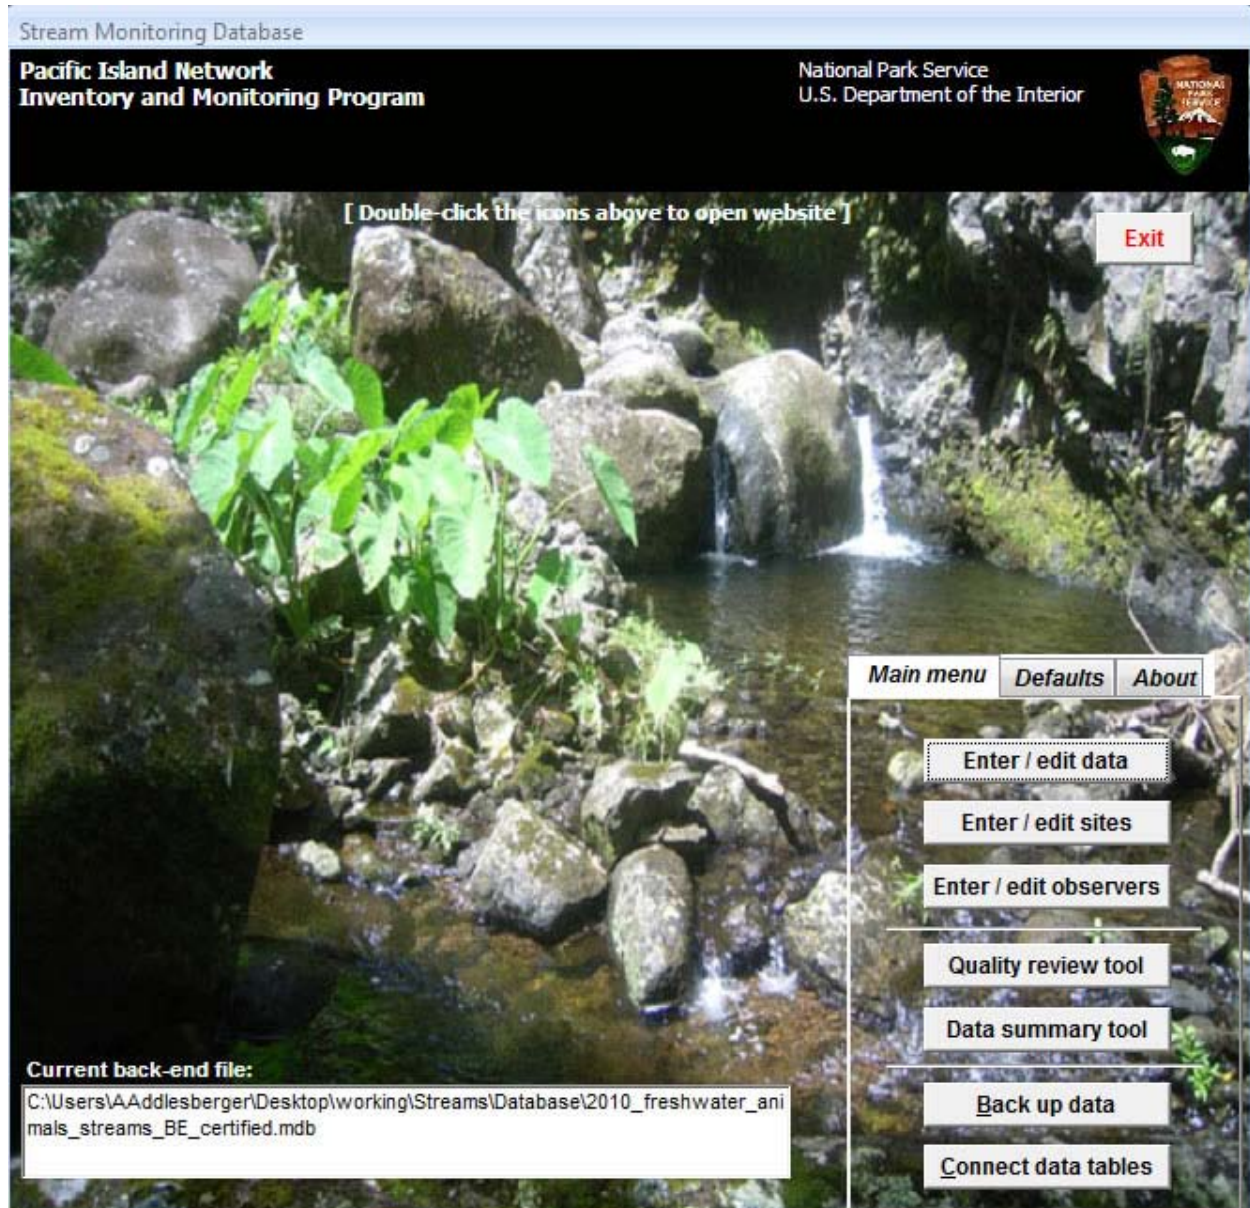 Stream Monitoring Database
Pacific Island Network
Inventory and Monitoring Program
National Park Service
U.S. Department of the Interior
NATIONAL
PARK
SERVICE
[ Double-click the icons above to open website ]
Exit
Main menu
Defaults
About
Enter / edit data
Enter / edit sites
Enter / edit observers
Quality review tool
Data summary tool
Back up data
Connect data tables
Current back-end file:
C:\Users\AAddlesberger\Desktop\working\Streams\Database\2010_freshwater_ani
mals_streams_BE_certified.mdb